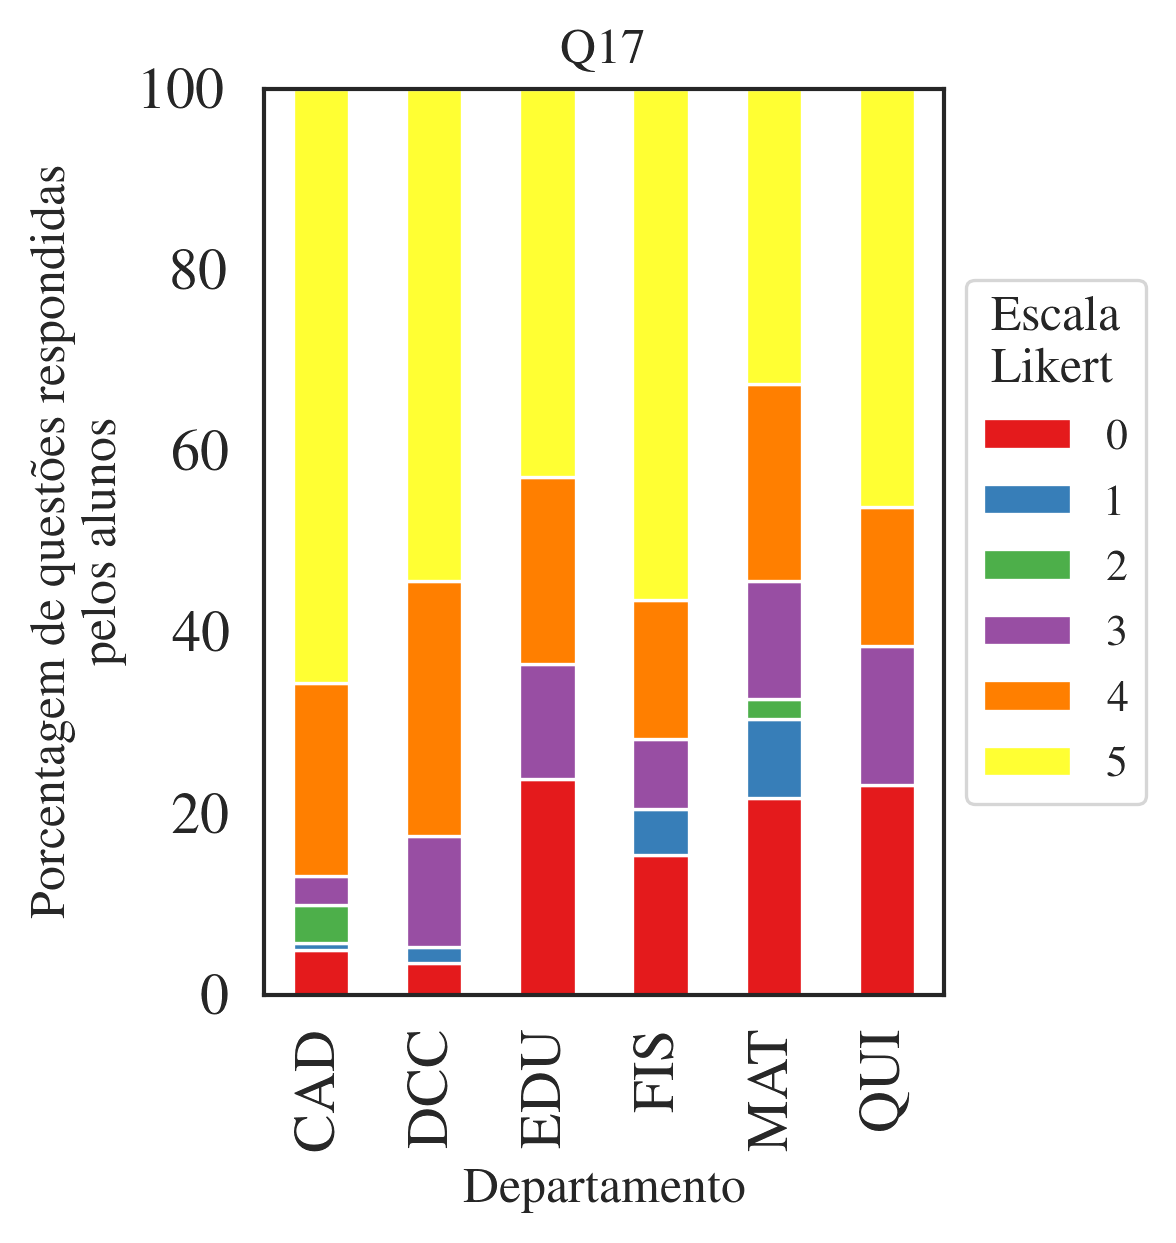 Q17
100
80
60
40
20
0
Porcentagem de questões respondidas
pelos alunos
CAD
DCC
EDU
FIS
MAT
QUI
Departamento
Escala
Likert
0
1
2
3
4
5